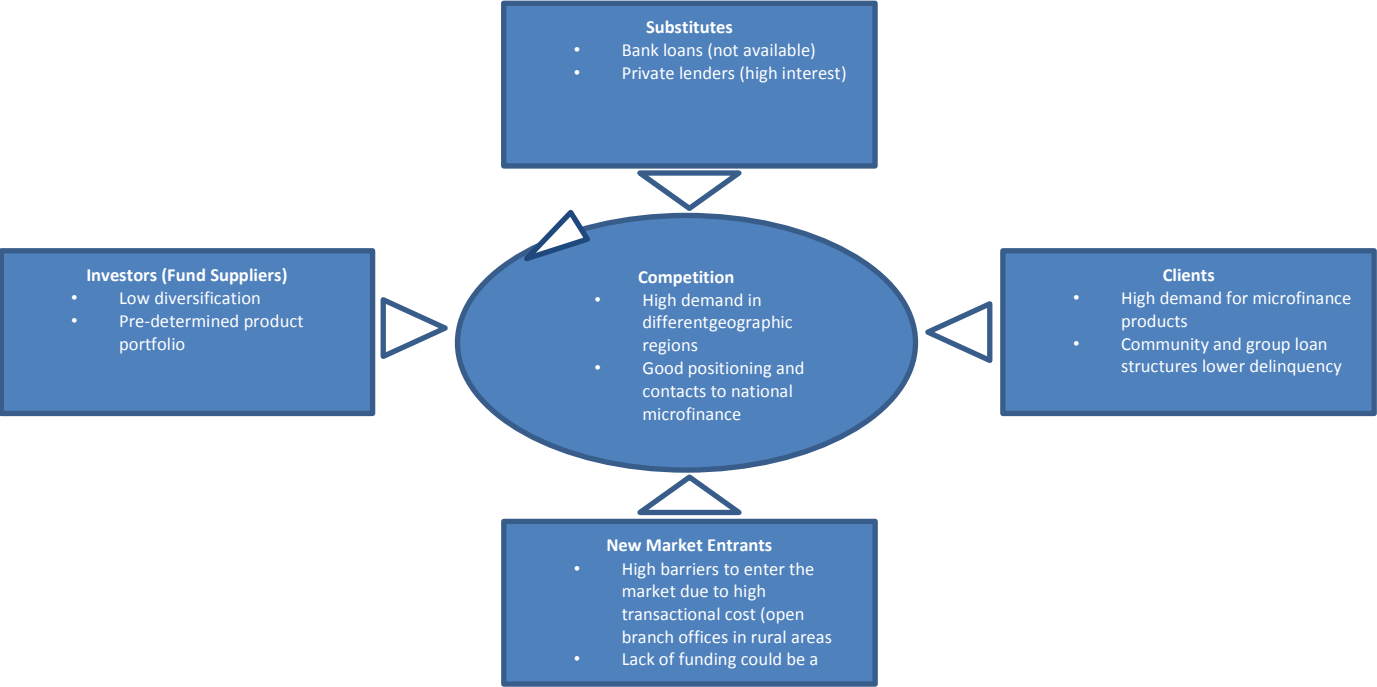 Substitutes
• Bank loans (not available)
• Private lenders (high interest)
Investors (Fund Suppliers)
• Low diversification
• Pre-determined product
portfolio
Competition
• High demand in
differentgeographic
regions
• Good positioning and
contacts to national
microfinance
Clients
• High demand for microfinance
products
• Community and group loan
structures lower delinquency
New Market Entrants
• High barriers to enter the
market due to high
transactional cost (open
branch offices in rural areas
• Lack of funding could be a